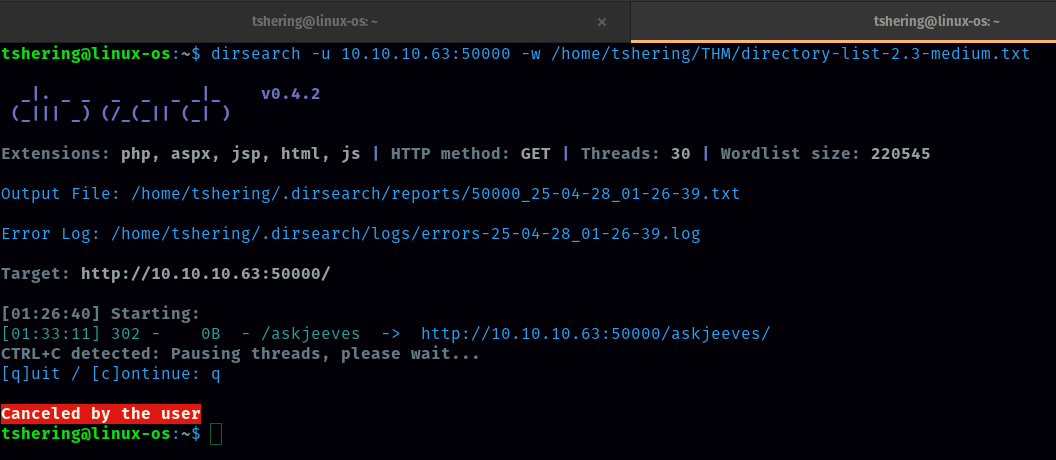 tshering@linux-os: ~ × tshering@linux-os: ~
tshering@linux-os:~$ dirsearch -u 10.10.10.63:50000 -w /home/tshering/THM/directory-list-2.3-medium.txt
  _|. _ _  _  _  _ _|_    v0.4.2
 (_||| _) (/_(_|| (_| )
Extensions: php, aspx, jsp, html, js | HTTP method: GET | Threads: 30 | Wordlist size: 220545
Output File: /home/tshering/.dirsearch/reports/50000_25-04-28_01-26-39.txt
Error Log: /home/tshering/.dirsearch/logs/errors-25-04-28_01-26-39.log
Target: http://10.10.10.63:50000/
[01:26:40] Starting:
[01:33:11] 302 -    0B  - /askjeeves  ->  http://10.10.10.63:50000/askjeeves/
CTRL+C detected: Pausing threads, please wait...
[q]uit / [c]ontinue: q
Canceled by the user
tshering@linux-os:~$